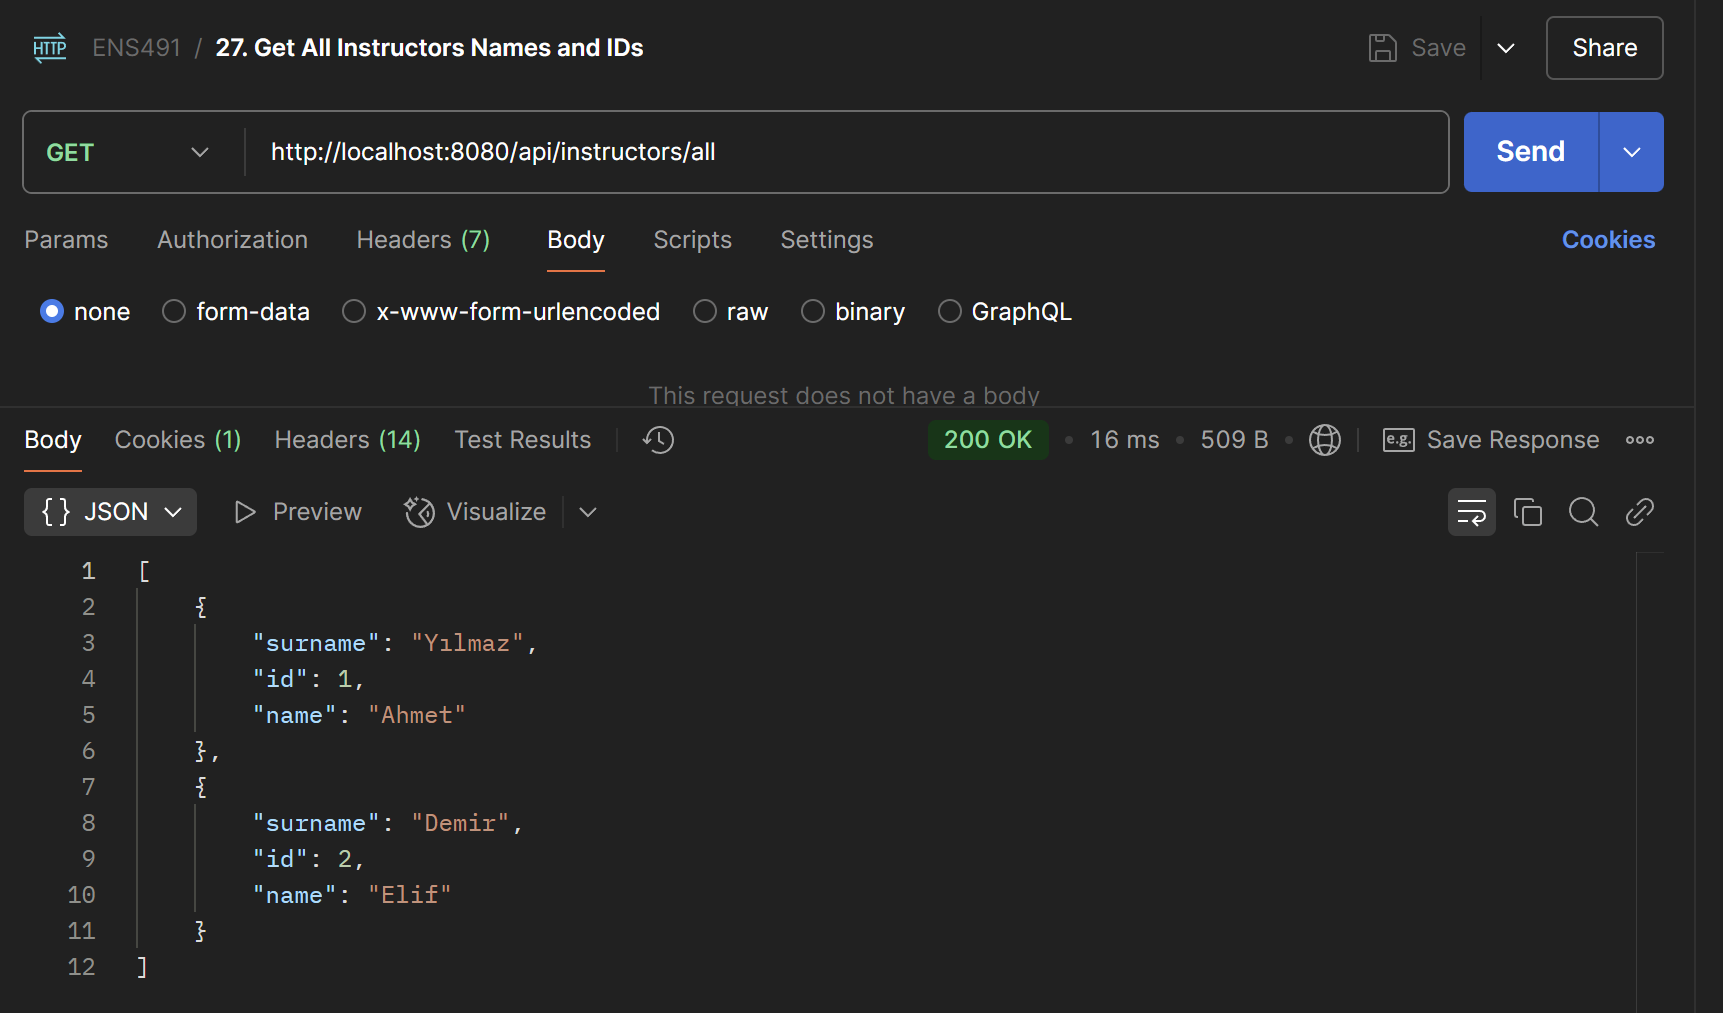 HTTP ENS491 / 27. Get All Instructors Names and IDs Save Share
GET http://localhost:8080/api/instructors/all Send
Params Authorization Headers (7) Body Scripts Settings Cookies
none form-data x-www-form-urlencoded raw binary GraphQL
This request does not have a body
Body Cookies (1) Headers (14) Test Results 200 OK • 16 ms • 509 B • e.g. Save Response
{} JSON Preview Visualize
1 [
2 {
3 "surname": "Yılmaz",
4 "id": 1,
5 "name": "Ahmet"
6 },
7 {
8 "surname": "Demir",
9 "id": 2,
10 "name": "Elif"
11 }
12 ]